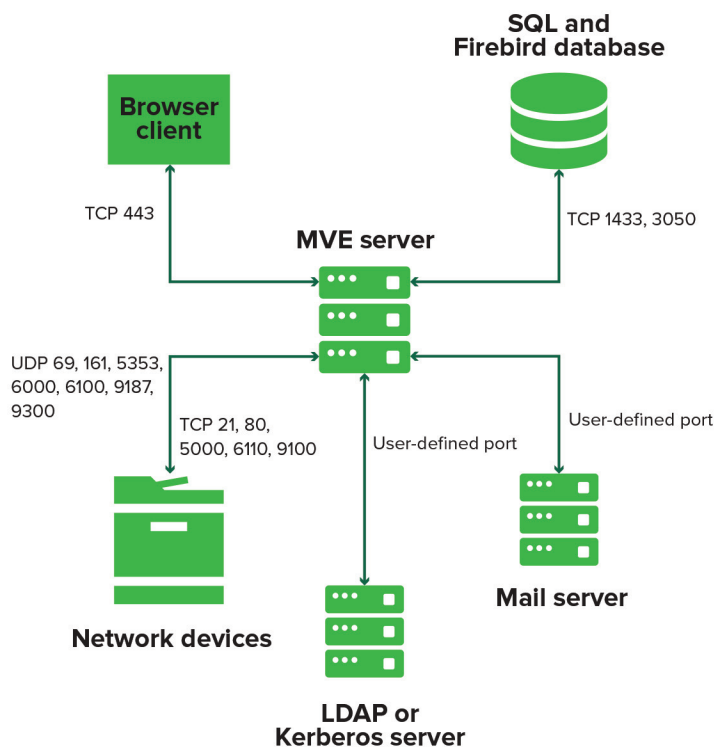 SQL and
Firebird database
Browser
client
TCP 443
TCP 1433, 3050
MVE server
UDP 69, 161, 5353,
6000, 6100, 9187,
9300
TCP 21, 80,
5000, 6110, 9100
User-defined port
User-defined port
Network devices
Mail server
LDAP or
Kerberos server